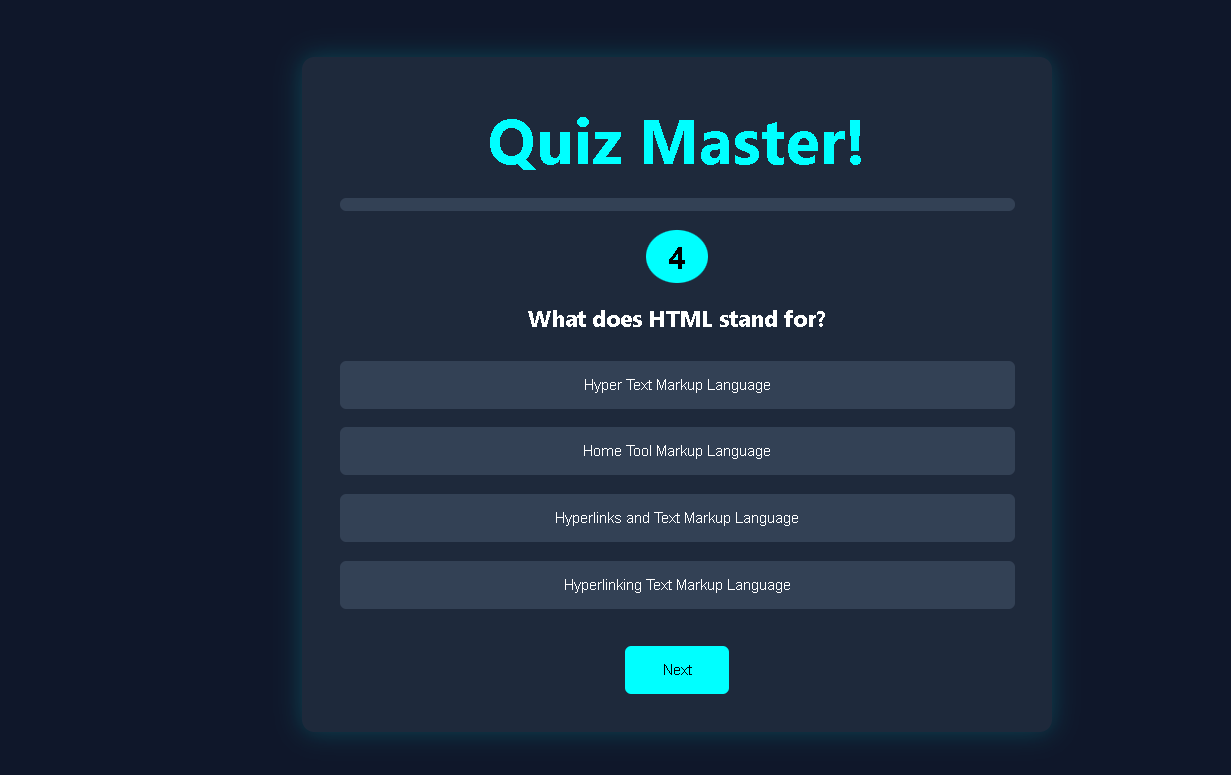 Quiz Master!
4
What does HTML stand for?
Hyper Text Markup Language
Home Tool Markup Language
Hyperlinks and Text Markup Language
Hyperlinking Text Markup Language
Next